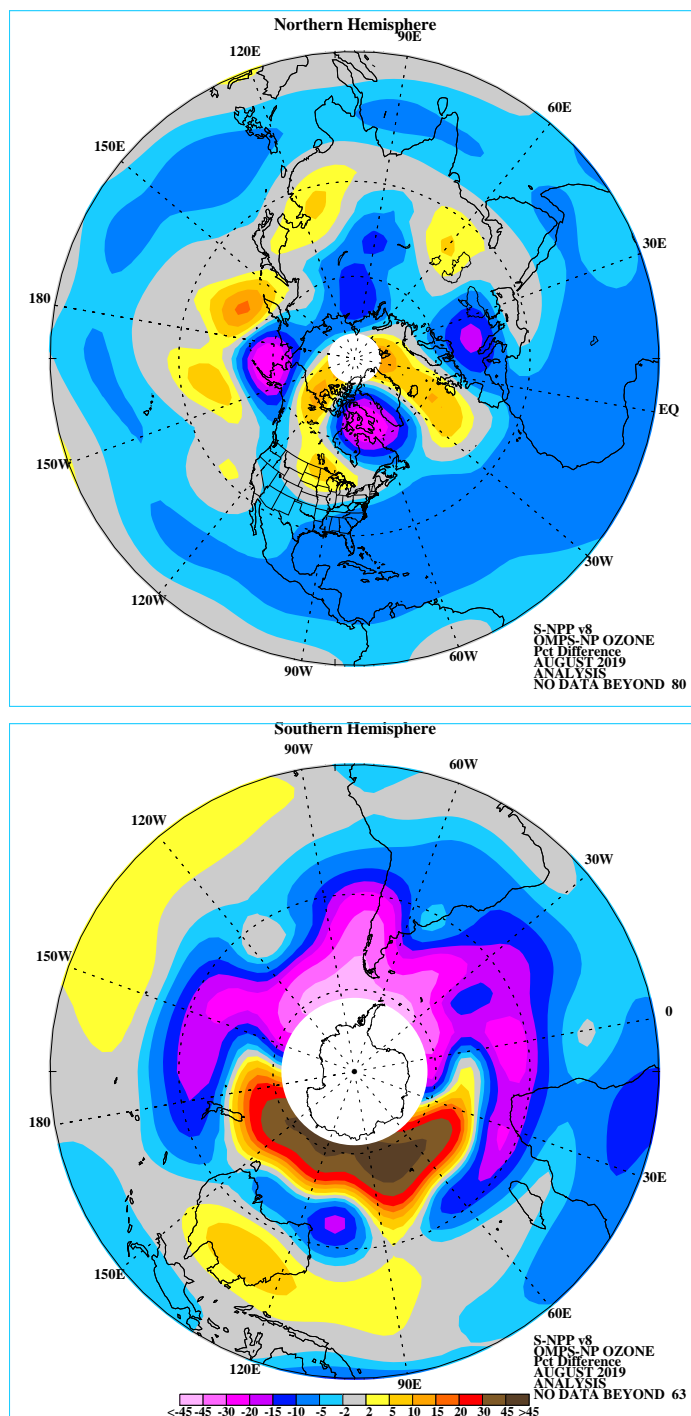 Northern Hemisphere
90E
120E
60E
150E
30E
180
EQ
150W
30W
120W
60W
90W
S-NPP v8
OMPS-NP OZONE
Pct Difference
AUGUST 2019
ANALYSIS
NO DATA BEYOND 80
Southern Hemisphere
90W
60W
120W
30W
150W
0
180
30E
150E
60E
120E
90E
S-NPP v8
OMPS-NP OZONE
Pct Difference
AUGUST 2019
ANALYSIS
NO DATA BEYOND 63
<-45 -45 -30 -20 -15 -10 -5 -2 2 5 10 15 20 30 45 >45